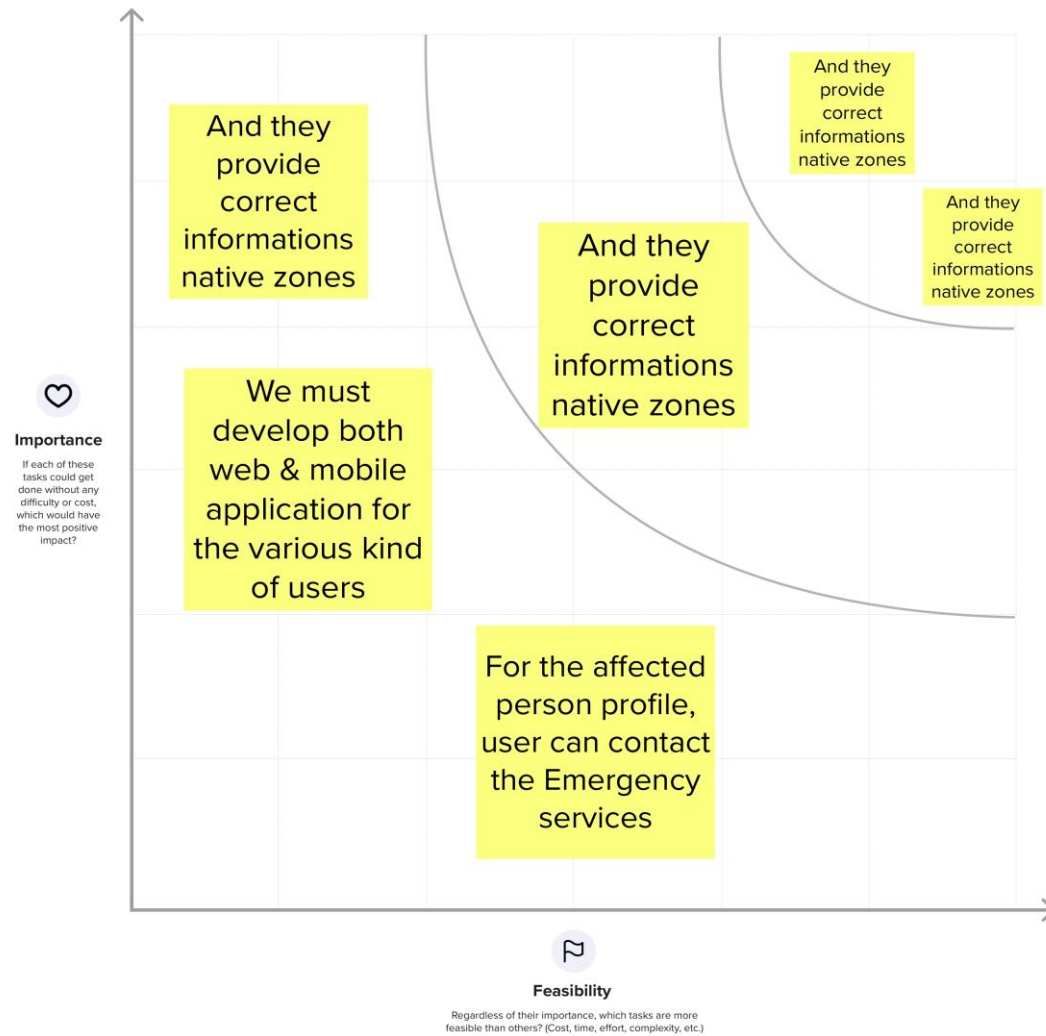 And they
provide
correct
informations
native zones
And they
provide
correct
informations
native zones
And they
provide
correct
informations
native zones
And they
provide
correct
informations
native zones
We must
develop both
web & mobile
application for
the various kind
of users
Importance
If each of these
tasks could get
done without any
difficulty or cost,
which would have
the most positive
impact?
For the affected
person profile,
user can contact
the Emergency
services
Feasibility
Regardless of their importance, which tasks are more
feasible than others? (Cost, time, effort, complexity, etc.)